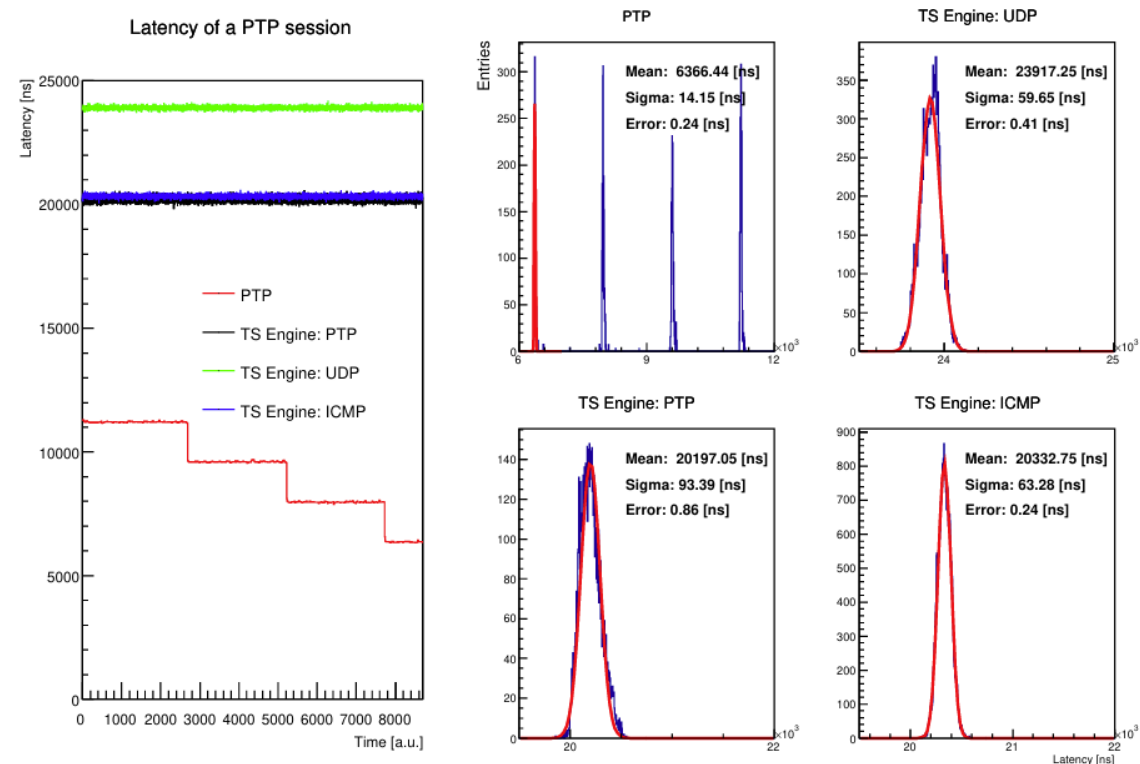 Latency of a PTP session
Latency [ns]
25000
20000
15000
10000
5000
0
PTP
TS Engine: PTP
TS Engine: UDP
TS Engine: ICMP
0 1000 2000 3000 4000 5000 6000 7000 8000
Time [a.u.]
PTP
Entries
300
250
200
150
100
50
0
Mean: 6366.44 [ns]
Sigma: 14.15 [ns]
Error: 0.24 [ns]
×10³
6 9 12
TS Engine: UDP
350
300
250
200
150
100
50
0
Mean: 23917.25 [ns]
Sigma: 59.65 [ns]
Error: 0.41 [ns]
×10³
24 25
TS Engine: PTP
140
120
100
80
60
40
20
0
Mean: 20197.05 [ns]
Sigma: 93.39 [ns]
Error: 0.86 [ns]
×10³
20 22
TS Engine: ICMP
900
800
700
600
500
400
300
200
100
0
Mean: 20332.75 [ns]
Sigma: 63.28 [ns]
Error: 0.24 [ns]
×10³
20 21 22
Latency [ns]